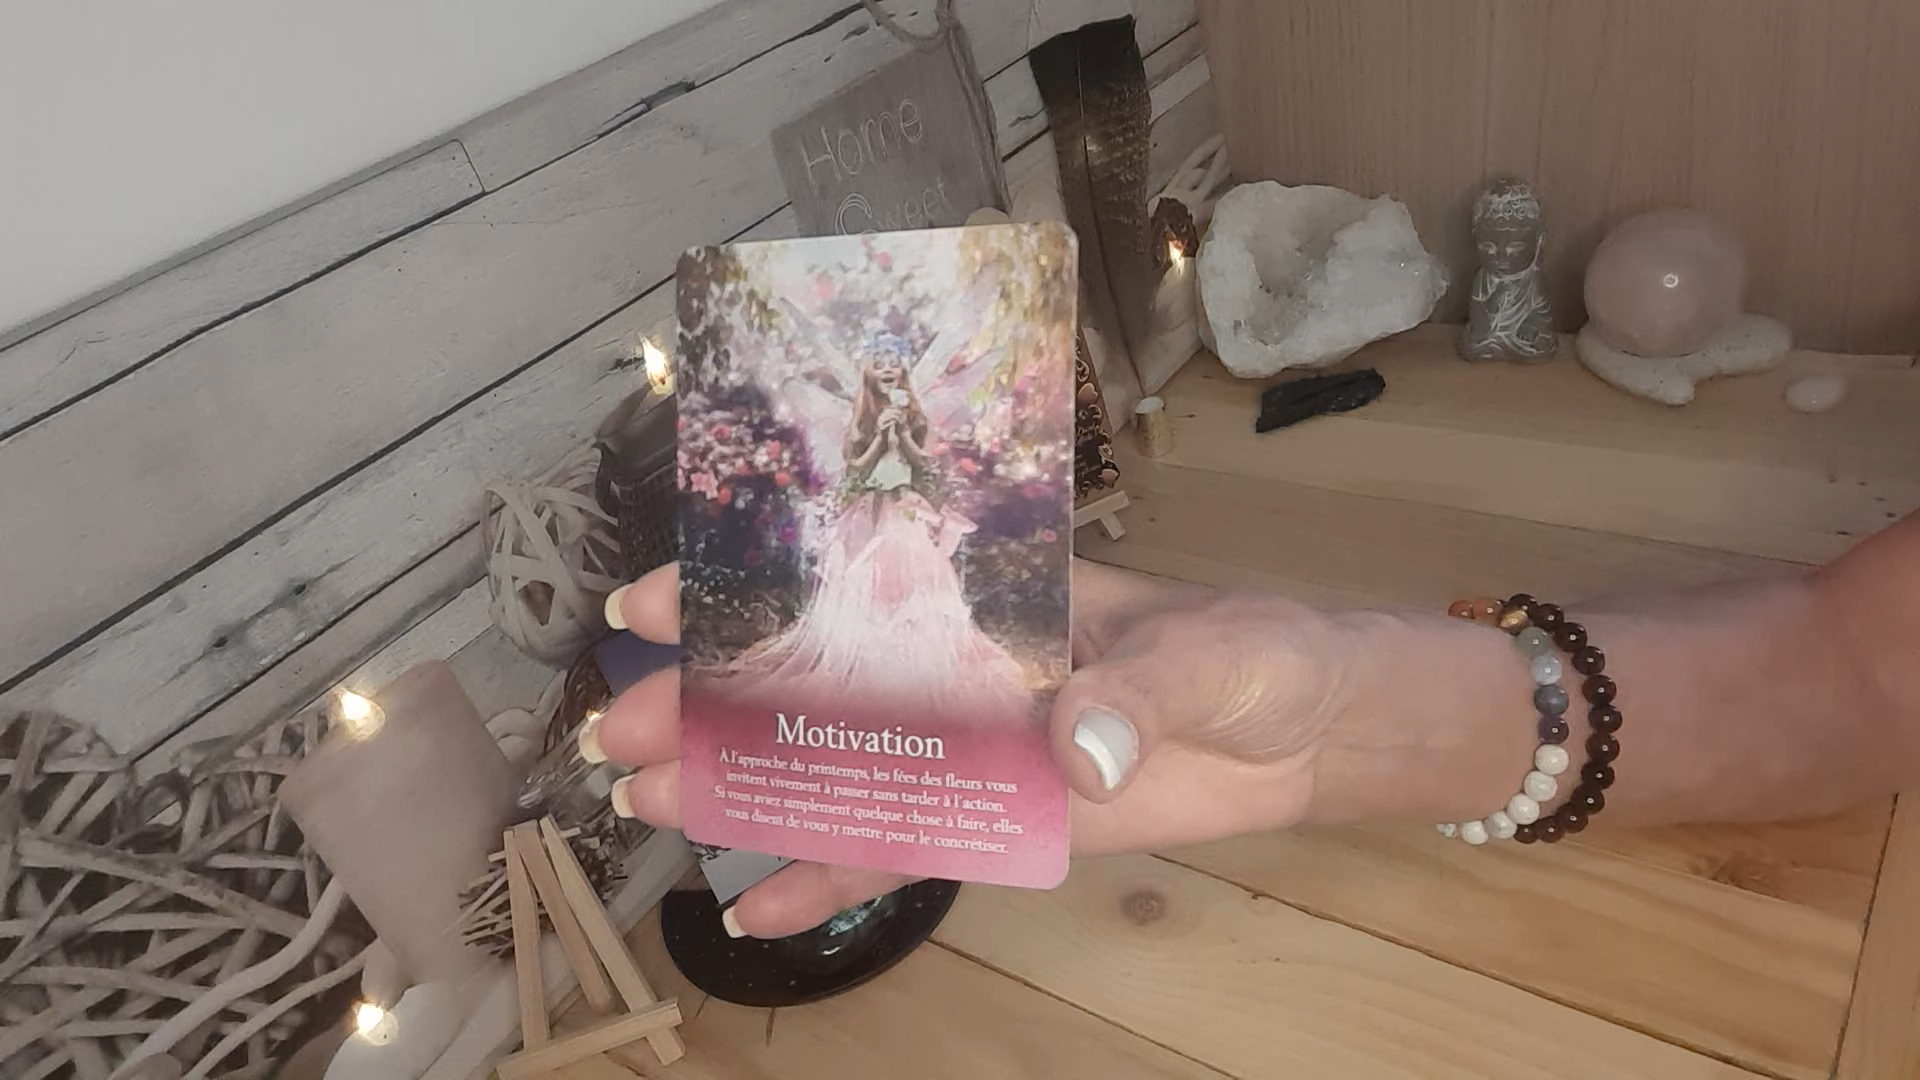 Home
Sweet
Motivation
À l'approche du printemps, les fées des fleurs vous
invitent vivement à passer sans tarder à l'action.
Si vous aviez simplement quelque chose à faire, elles
vous disent de vous y mettre pour le concrétiser.